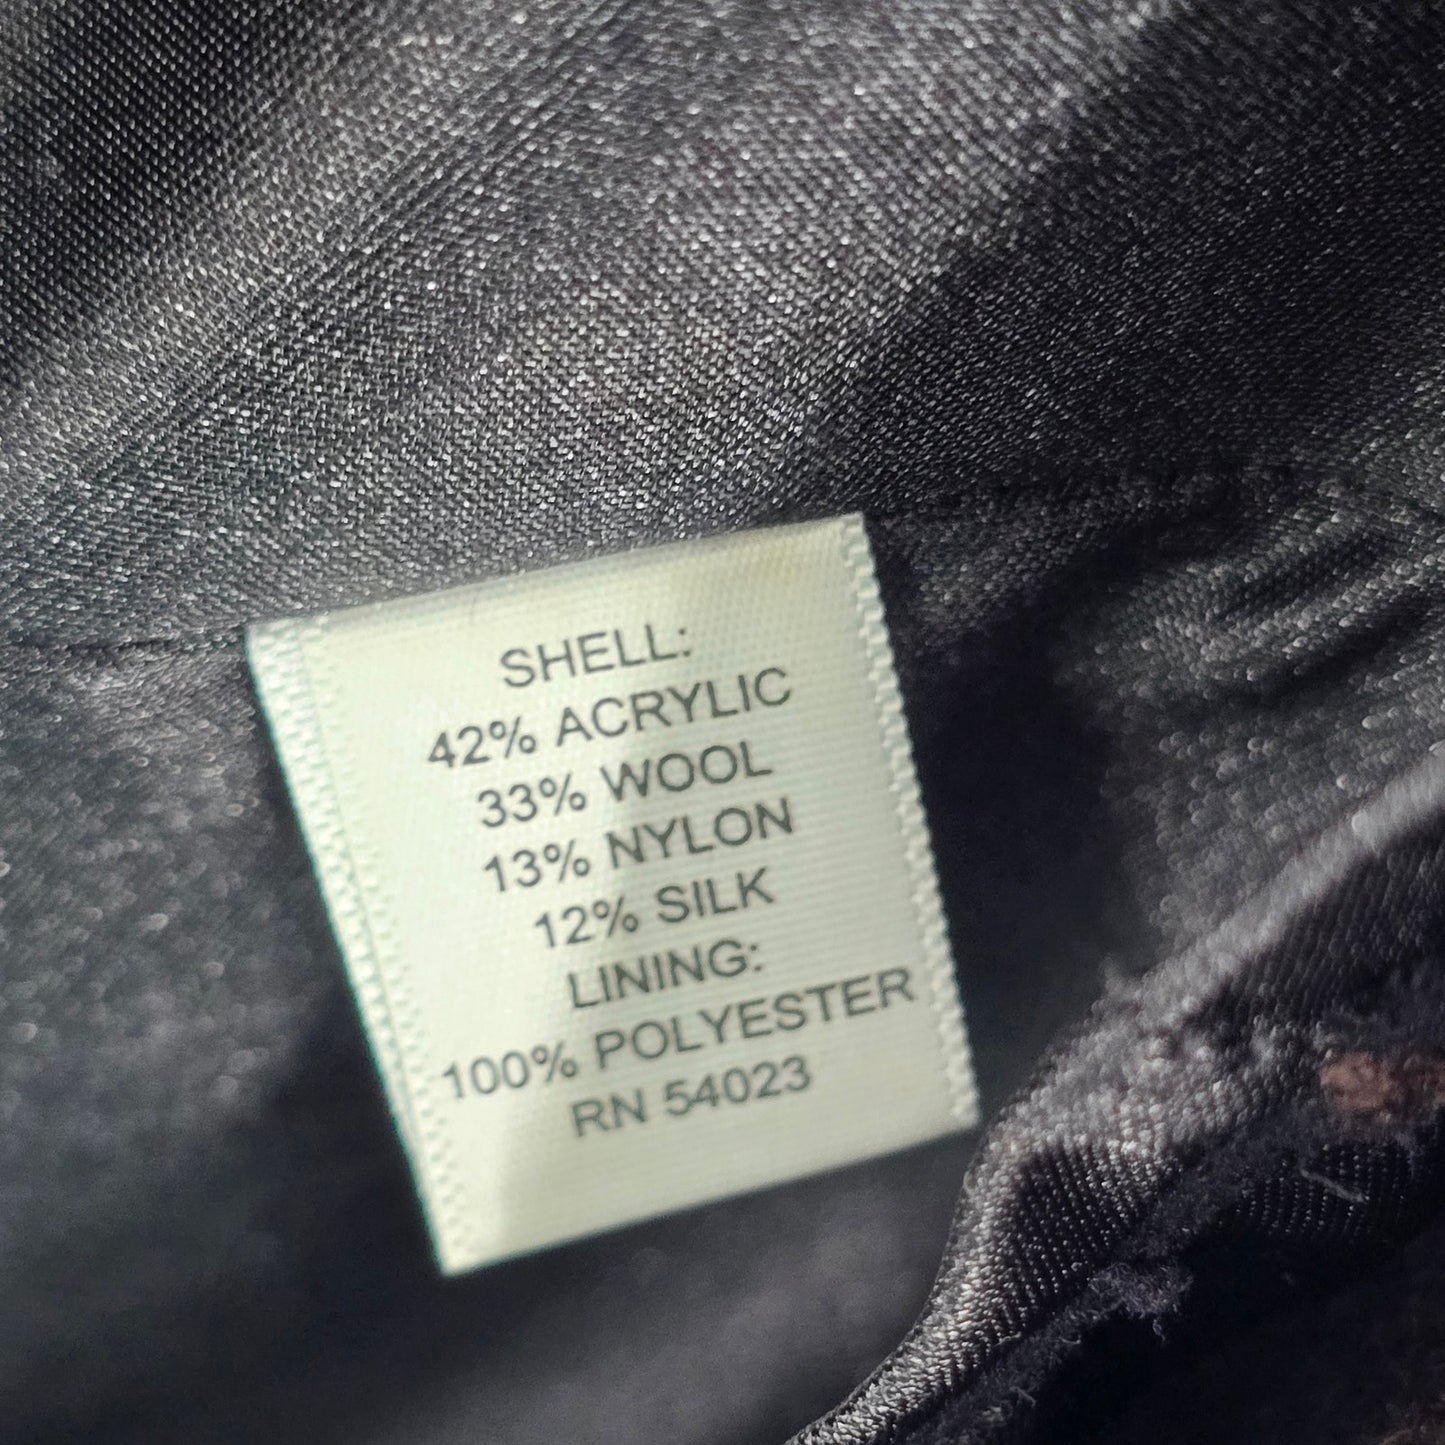 SHELL:
42% ACRYLIC
33% WOOL
13% NYLON
12% SILK
LINING:
100% POLYESTER
RN 54023